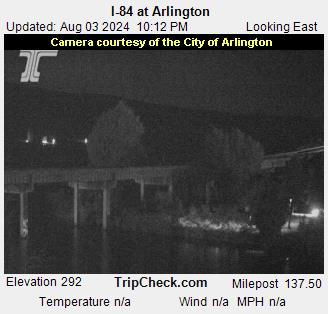 I-84 at Arlington
Updated: Aug 03 2024 10:12 PM Looking East
Camera courtesy of the City of Arlington
Elevation 292 TripCheck.com Milepost 137.50
Temperature n/a Wind n/a MPH n/a